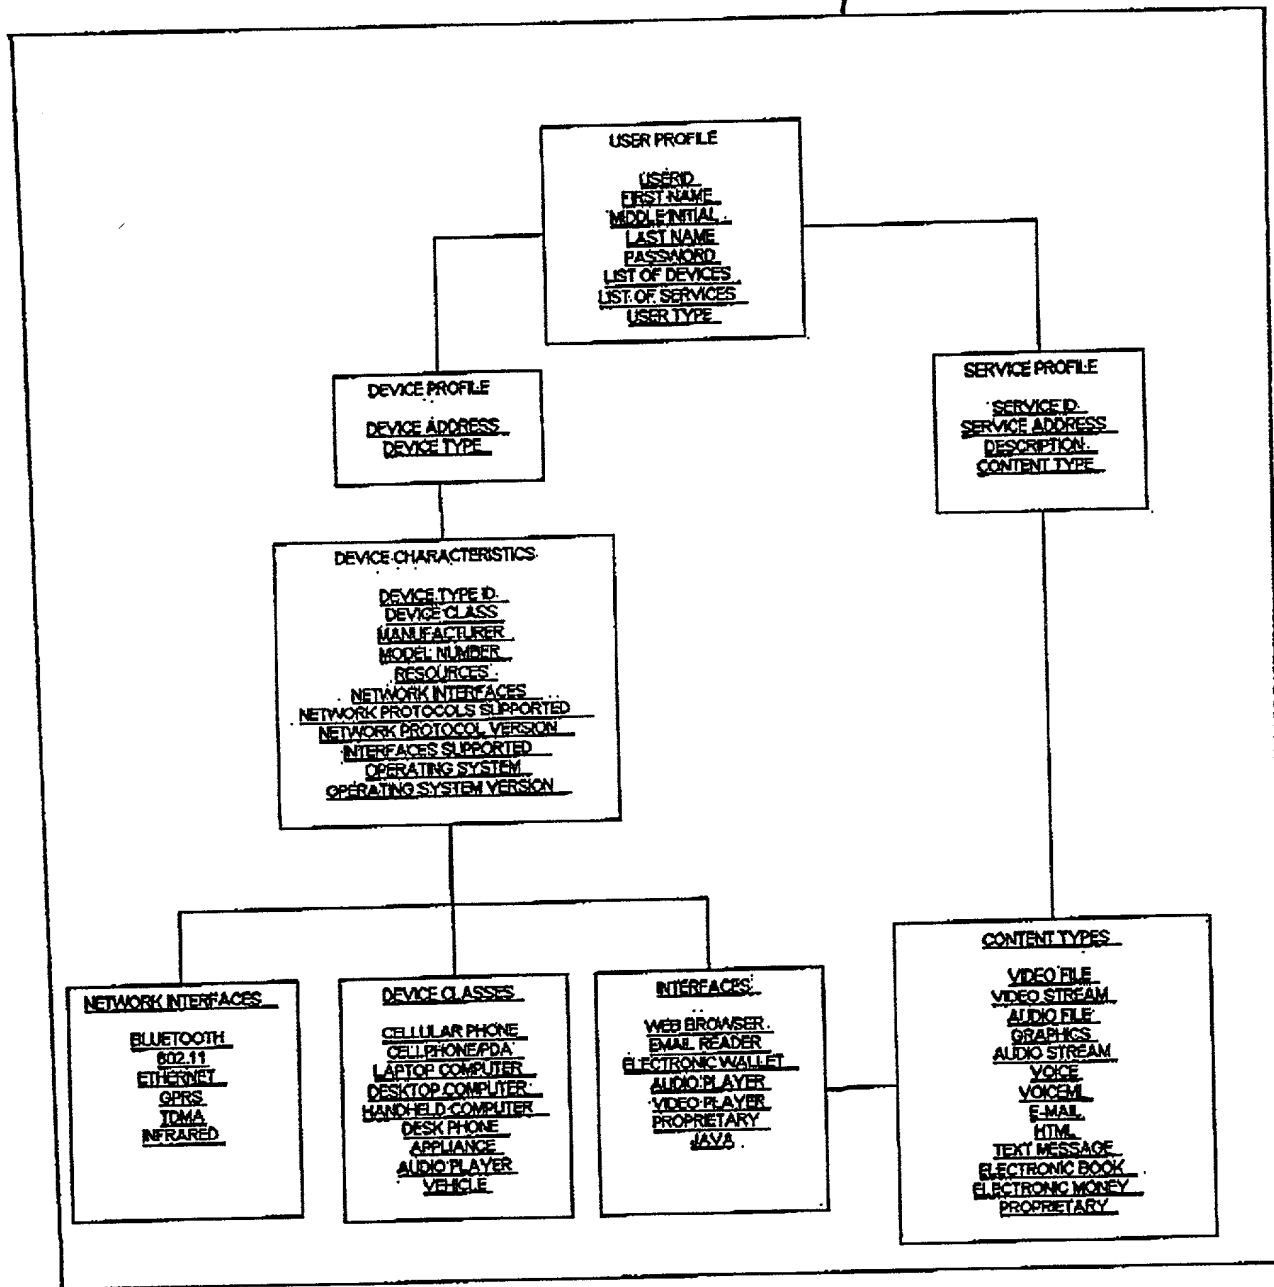 USER PROFILE
USERID
FIRST NAME
MIDDLE INITIAL
LAST NAME
PASSWORD
LIST OF DEVICES
LIST OF SERVICES
USER TYPE
DEVICE PROFILE
DEVICE ADDRESS
DEVICE TYPE
SERVICE PROFILE
SERVICE ID
SERVICE ADDRESS
DESCRIPTION
CONTENT TYPE
DEVICE CHARACTERISTICS
DEVICE TYPE ID
DEVICE CLASS
MANUFACTURER
MODEL NUMBER
RESOURCES
NETWORK INTERFACES
NETWORK PROTOCOLS SUPPORTED
NETWORK PROTOCOL VERSION
INTERFACES SUPPORTED
OPERATING SYSTEM
OPERATING SYSTEM VERSION
NETWORK INTERFACES
BLUETOOTH
802.11
ETHERNET
GPRS
TDMA
INFRARED
DEVICE CLASSES
CELLULAR PHONE
CELLPHONE/PDA
LAPTOP COMPUTER
DESKTOP COMPUTER
HANDHELD COMPUTER
DESK PHONE
APPLIANCE
AUDIO PLAYER
VEHICLE
INTERFACES
WEB BROWSER
EMAIL READER
ELECTRONIC WALLET
AUDIO PLAYER
VIDEO PLAYER
PROPRIETARY
JAVA
CONTENT TYPES
VIDEO FILE
VIDEO STREAM
AUDIO FILE
GRAPHICS
AUDIO STREAM
VOICE
VOICEML
E-MAIL
HTML
TEXT MESSAGE
ELECTRONIC BOOK
ELECTRONIC MONEY
PROPRIETARY